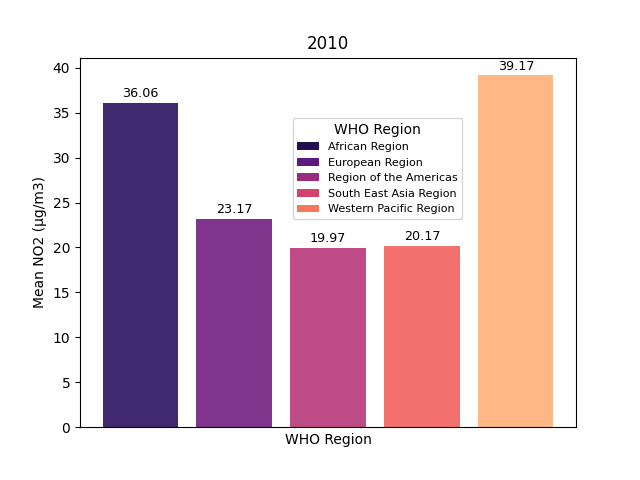 2010
Mean NO2 (µg/m3)
40
35
30
25
20
15
10
5
0
36.06
23.17
19.97
20.17
39.17
WHO Region
African Region
European Region
Region of the Americas
South East Asia Region
Western Pacific Region
WHO Region